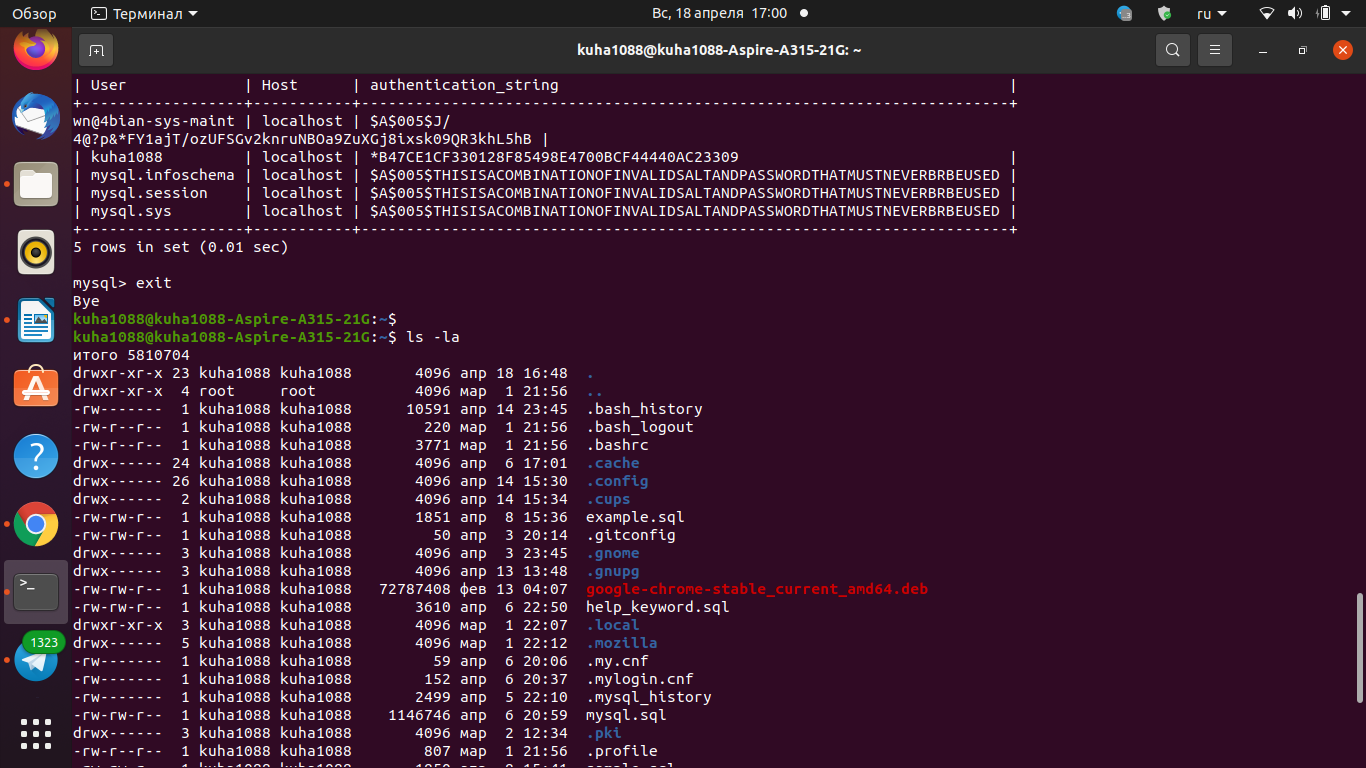 Обзор
Терминал
Вс, 18 апреля 17:00
ru
kuha1088@kuha1088-Aspire-A315-21G: ~
| User | Host | authentication_string |
+------------------+-----------+------------------------------------------------------------------------+
wn@4bian-sys-maint | localhost | $A$005$J/
4@?p&*FY1ajT/ozUFSGv2knruNBOa9ZuXGj8ixsk09QR3khL5hB |
| kuha1088 | localhost | *B47CE1CF330128F85498E4700BCF44440AC23309 |
| mysql.infoschema | localhost | $A$005$THISISACOMBINATIONOFINVALIDSALTANDPASSWORDTHATMUSTNEVERBRBEUSED |
| mysql.session | localhost | $A$005$THISISACOMBINATIONOFINVALIDSALTANDPASSWORDTHATMUSTNEVERBRBEUSED |
| mysql.sys | localhost | $A$005$THISISACOMBINATIONOFINVALIDSALTANDPASSWORDTHATMUSTNEVERBRBEUSED |
+------------------+-----------+------------------------------------------------------------------------+
5 rows in set (0.01 sec)
mysql> exit
Bye
kuha1088@kuha1088-Aspire-A315-21G:~$
kuha1088@kuha1088-Aspire-A315-21G:~$ ls -la
итого 5810704
drwxr-xr-x 23 kuha1088 kuha1088 4096 апр 18 16:48 .
drwxr-xr-x 4 root root 4096 мар 1 21:56 ..
-rw------- 1 kuha1088 kuha1088 10591 апр 14 23:45 .bash_history
-rw-r--r-- 1 kuha1088 kuha1088 220 мар 1 21:56 .bash_logout
-rw-r--r-- 1 kuha1088 kuha1088 3771 мар 1 21:56 .bashrc
drwx------ 24 kuha1088 kuha1088 4096 апр 6 17:01 .cache
drwx------ 26 kuha1088 kuha1088 4096 апр 14 15:30 .config
drwx------ 2 kuha1088 kuha1088 4096 апр 14 15:34 .cups
-rw-rw-r-- 1 kuha1088 kuha1088 1851 апр 8 15:36 example.sql
-rw-rw-r-- 1 kuha1088 kuha1088 50 апр 3 20:14 .gitconfig
drwx------ 3 kuha1088 kuha1088 4096 апр 3 23:45 .gnome
drwx------ 3 kuha1088 kuha1088 4096 апр 13 13:48 .gnupg
-rw-rw-r-- 1 kuha1088 kuha1088 72787408 фев 13 04:07 google-chrome-stable_current_amd64.deb
-rw-rw-r-- 1 kuha1088 kuha1088 3610 апр 6 22:50 help_keyword.sql
drwxr-xr-x 3 kuha1088 kuha1088 4096 мар 1 22:07 .local
drwx------ 5 kuha1088 kuha1088 4096 мар 1 22:12 .mozilla
-rw------- 1 kuha1088 kuha1088 59 апр 6 20:06 .my.cnf
-rw------- 1 kuha1088 kuha1088 152 апр 6 20:37 .mylogin.cnf
-rw------- 1 kuha1088 kuha1088 2499 апр 5 22:10 .mysql_history
-rw-rw-r-- 1 kuha1088 kuha1088 1146746 апр 6 20:59 mysql.sql
drwx------ 3 kuha1088 kuha1088 4096 мар 2 12:34 .pki
-rw-r--r-- 1 kuha1088 kuha1088 807 мар 1 21:56 .profile
1323